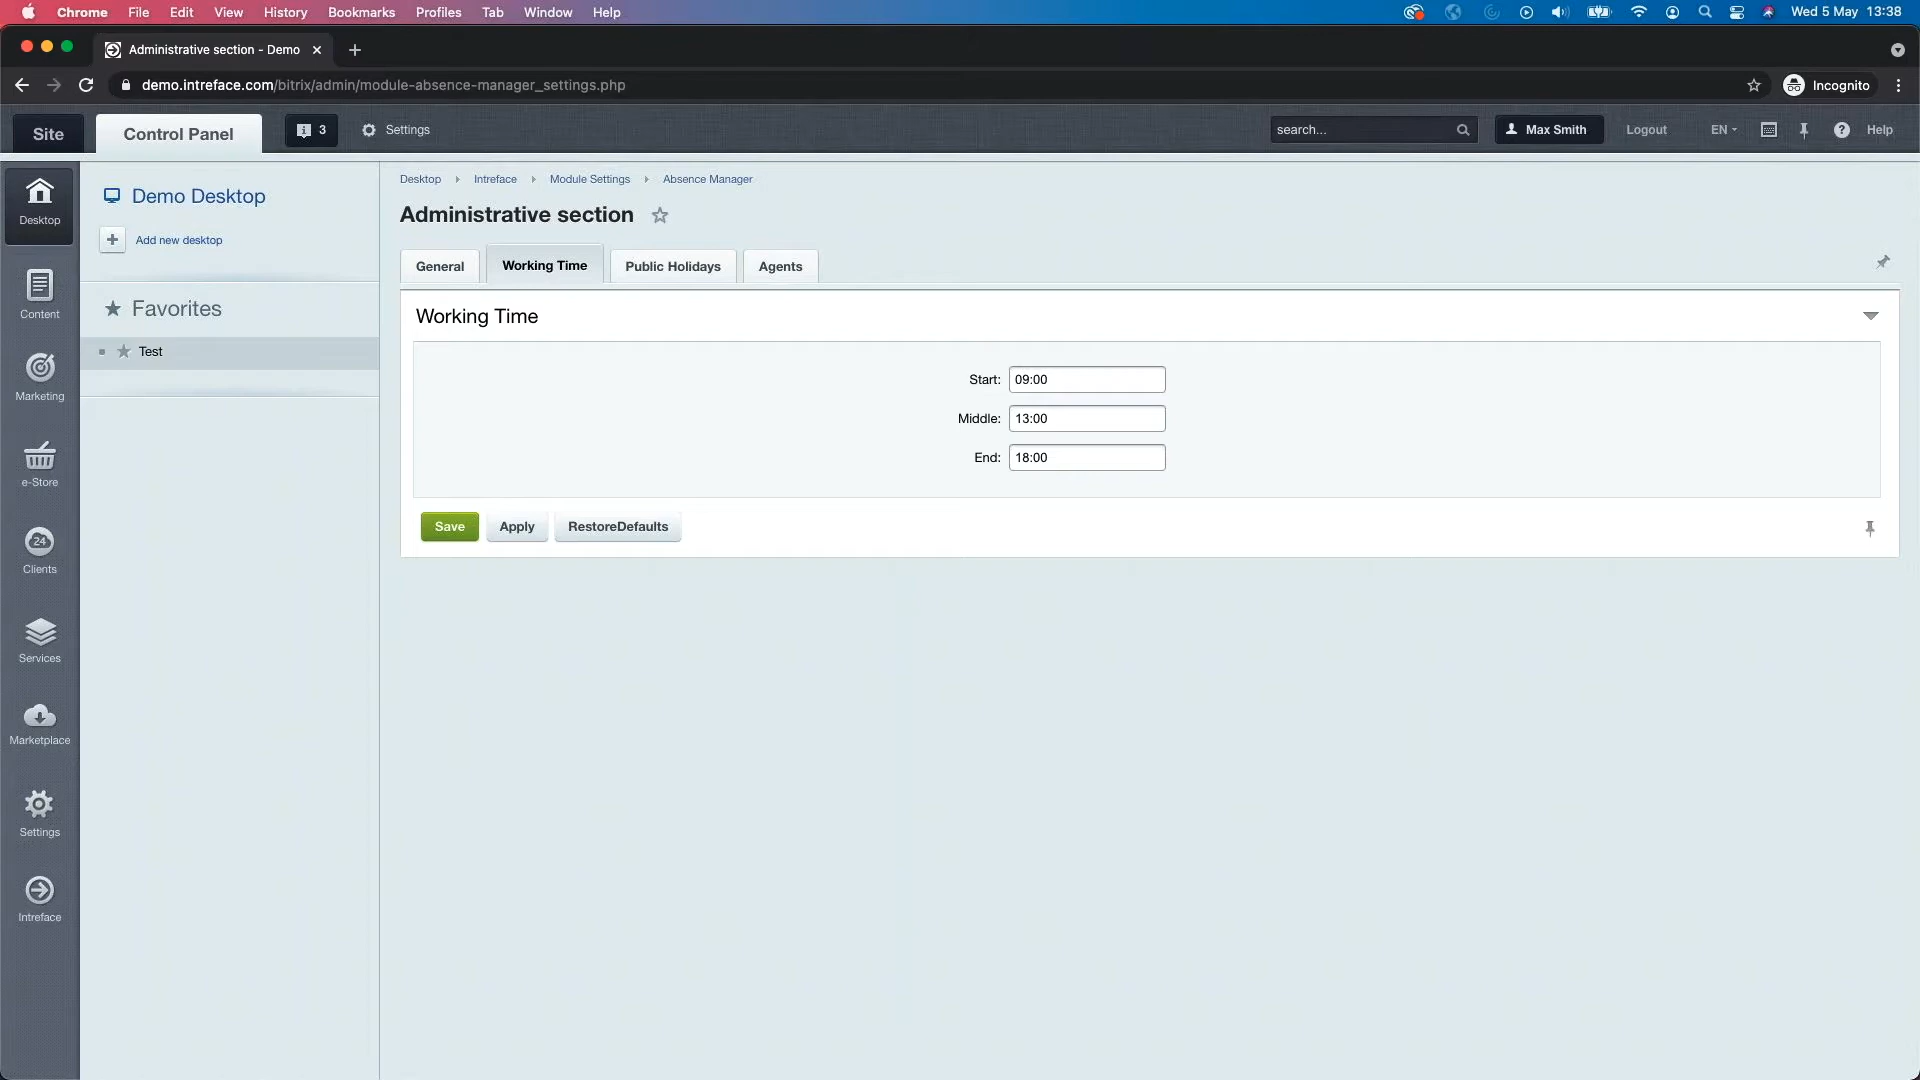 Chrome File Edit View History Bookmarks Profiles Tab Window Help Wed 5 May 13:38
Administrative section - Demo
demo.intreface.com/bitrix/admin/module-absence-manager_settings.php Incognito
Site Control Panel 3 Settings search... Max Smith Logout EN Help
Desktop
Content
Marketing
e-Store
24
Clients
Services
Marketplace
Settings
Intreface
Demo Desktop
Add new desktop
Favorites
Test
Desktop Intreface Module Settings Absence Manager
Administrative section
General Working Time Public Holidays Agents
Working Time
Start: 09:00
Middle: 13:00
End: 18:00
Save Apply RestoreDefaults